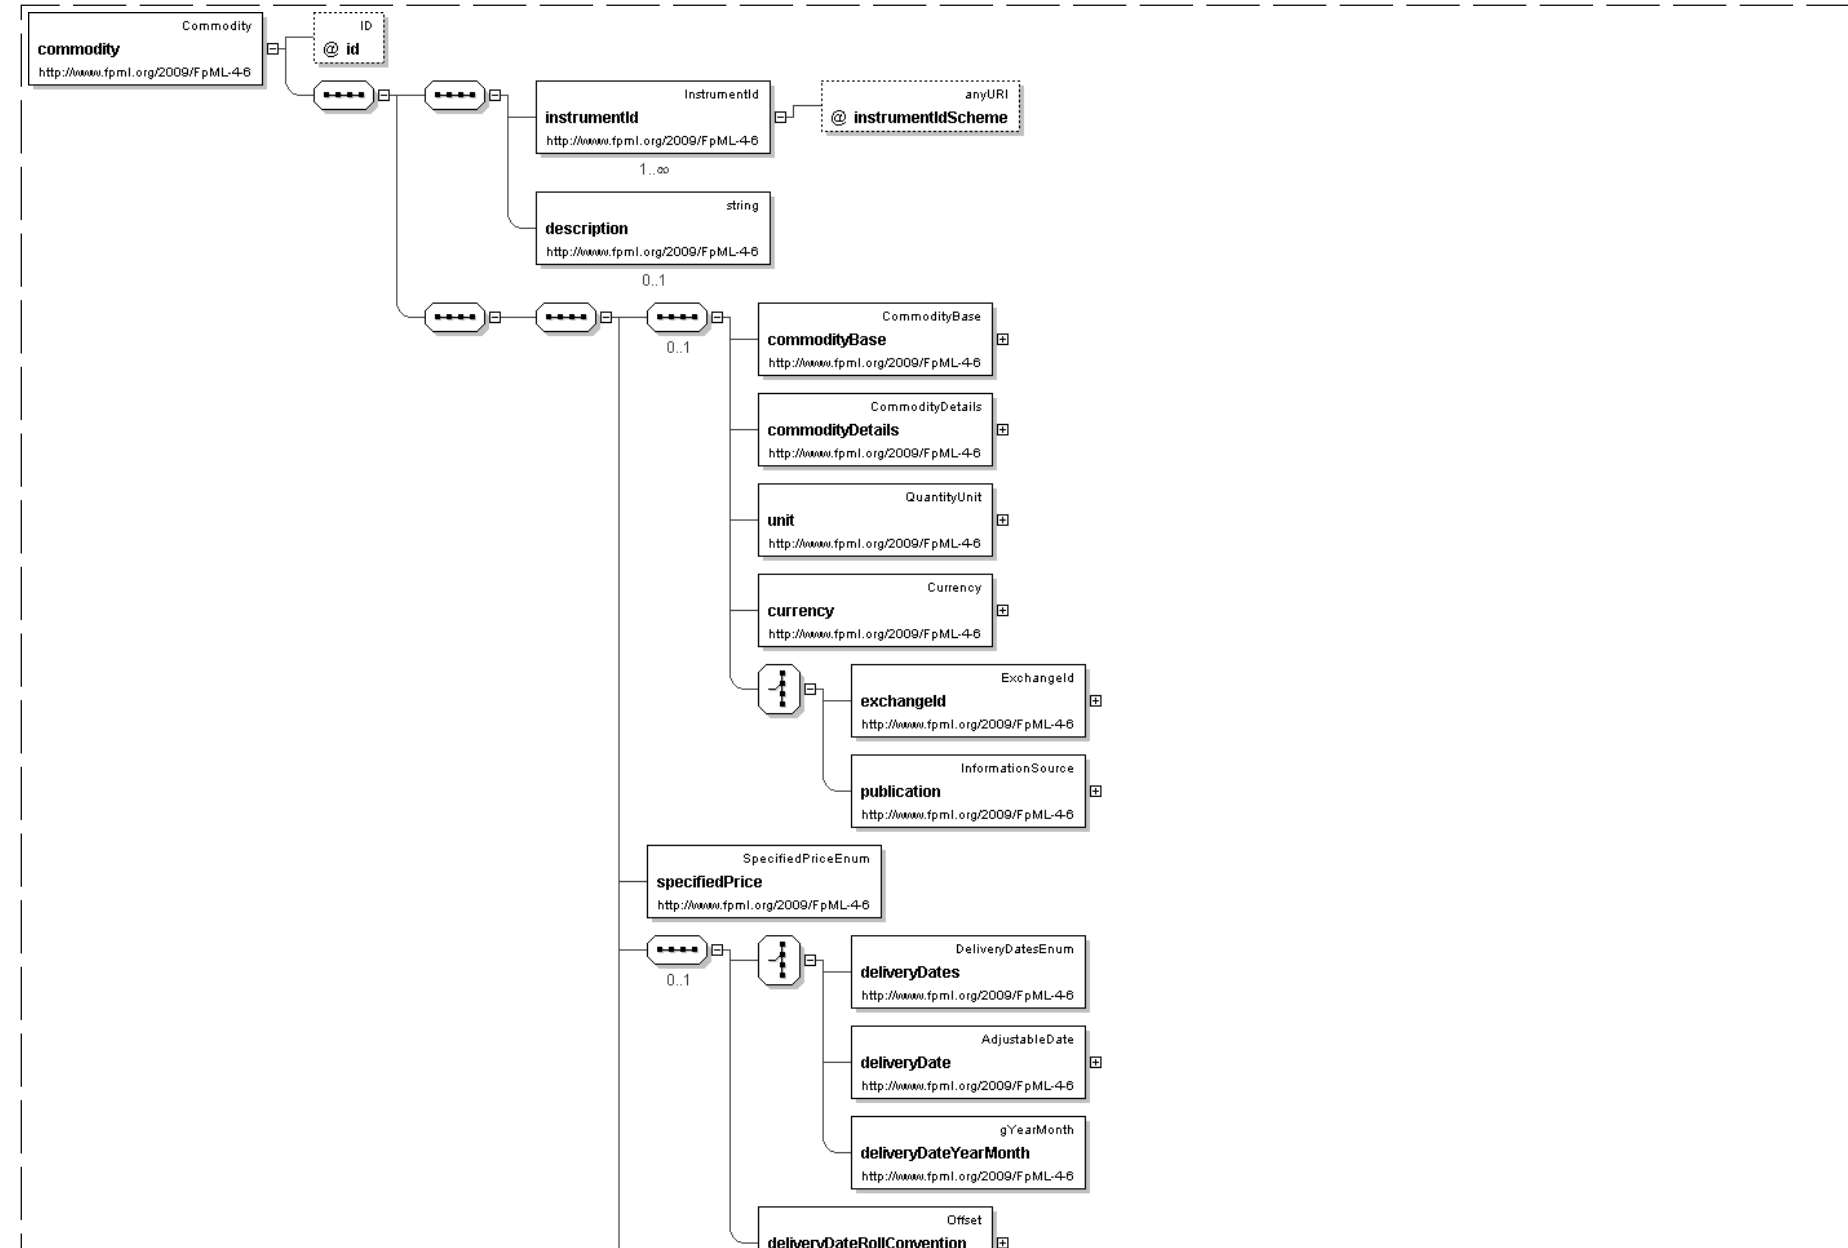 Commodity
commodity
http://www.fpml.org/2009/FpML-4-6
ID
@ id
InstrumentId
instrumentId
http://www.fpml.org/2009/FpML-4-6
1..∞
anyURI
@ instrumentIdScheme
string
description
http://www.fpml.org/2009/FpML-4-6
0..1
0..1
CommodityBase
commodityBase
http://www.fpml.org/2009/FpML-4-6
CommodityDetails
commodityDetails
http://www.fpml.org/2009/FpML-4-6
QuantityUnit
unit
http://www.fpml.org/2009/FpML-4-6
Currency
currency
http://www.fpml.org/2009/FpML-4-6
ExchangeId
exchangeId
http://www.fpml.org/2009/FpML-4-6
InformationSource
publication
http://www.fpml.org/2009/FpML-4-6
SpecifiedPriceEnum
specifiedPrice
http://www.fpml.org/2009/FpML-4-6
0..1
DeliveryDatesEnum
deliveryDates
http://www.fpml.org/2009/FpML-4-6
AdjustableDate
deliveryDate
http://www.fpml.org/2009/FpML-4-6
gYearMonth
deliveryDateYearMonth
http://www.fpml.org/2009/FpML-4-6
Offset
deliveryDateRollConvention